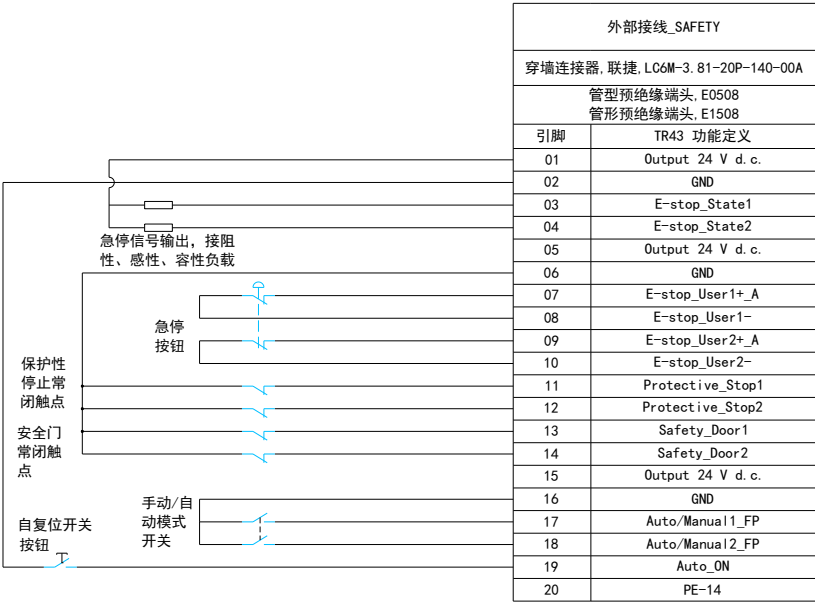 外部接线_SAFETY
穿墙连接器,联捷,LC6M-3.81-20P-140-00A
管型预绝缘端头,E0508
管形预绝缘端头,E1508
引脚 TR43 功能定义
01 Output 24 V d.c.
02 GND
03 E-stop_State1
04 E-stop_State2
05 Output 24 V d.c.
06 GND
07 E-stop_User1+_A
08 E-stop_User1-
09 E-stop_User2+_A
10 E-stop_User2-
11 Protective_Stop1
12 Protective_Stop2
13 Safety_Door1
14 Safety_Door2
15 Output 24 V d.c.
16 GND
17 Auto/Manual1_FP
18 Auto/Manual2_FP
19 Auto_ON
20 PE-14
急停信号输出，接阻
性、感性、容性负载
急停
按钮
保护性
停止常
闭触点
安全门
常闭触
点
手动/自
动模式
开关
自复位开关
按钮